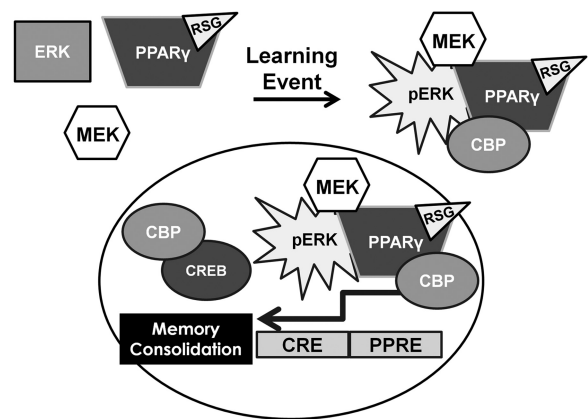 ERK
PPARγ
RSG
MEK
Learning
Event
MEK
pERK
PPARγ
RSG
CBP
MEK
pERK
PPARγ
RSG
CBP
CBP
CREB
Memory
Consolidation
CRE
PPRE